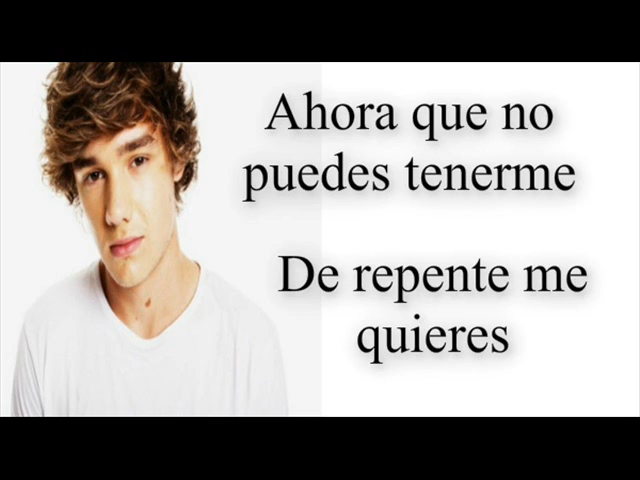 Ahora que no
puedes tenerme
De repente me
quieres